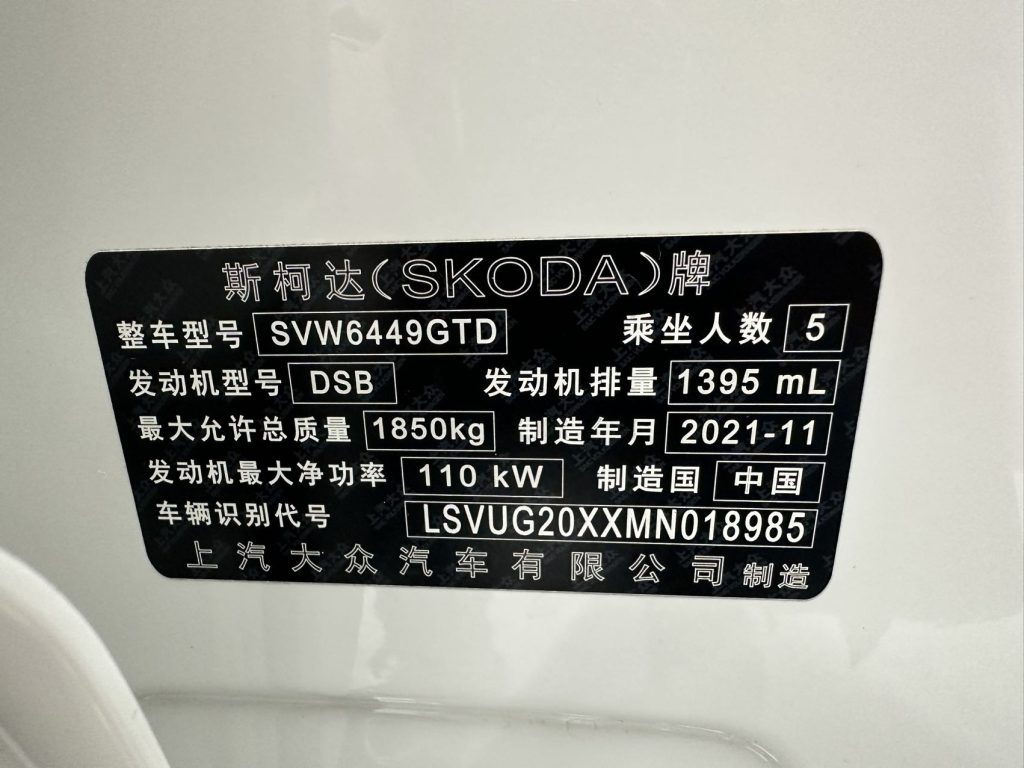 斯柯达(SKODA)牌
整车型号 SVW6449GTD 乘坐人数 5
发动机型号 DSB 发动机排量 1395 mL
最大允许总质量 1850kg 制造年月 2021-11
发动机最大净功率 110 kW 制造国 中国
车辆识别代号 LSVUG20XXMN018985
上汽大众汽车有限公司 制造